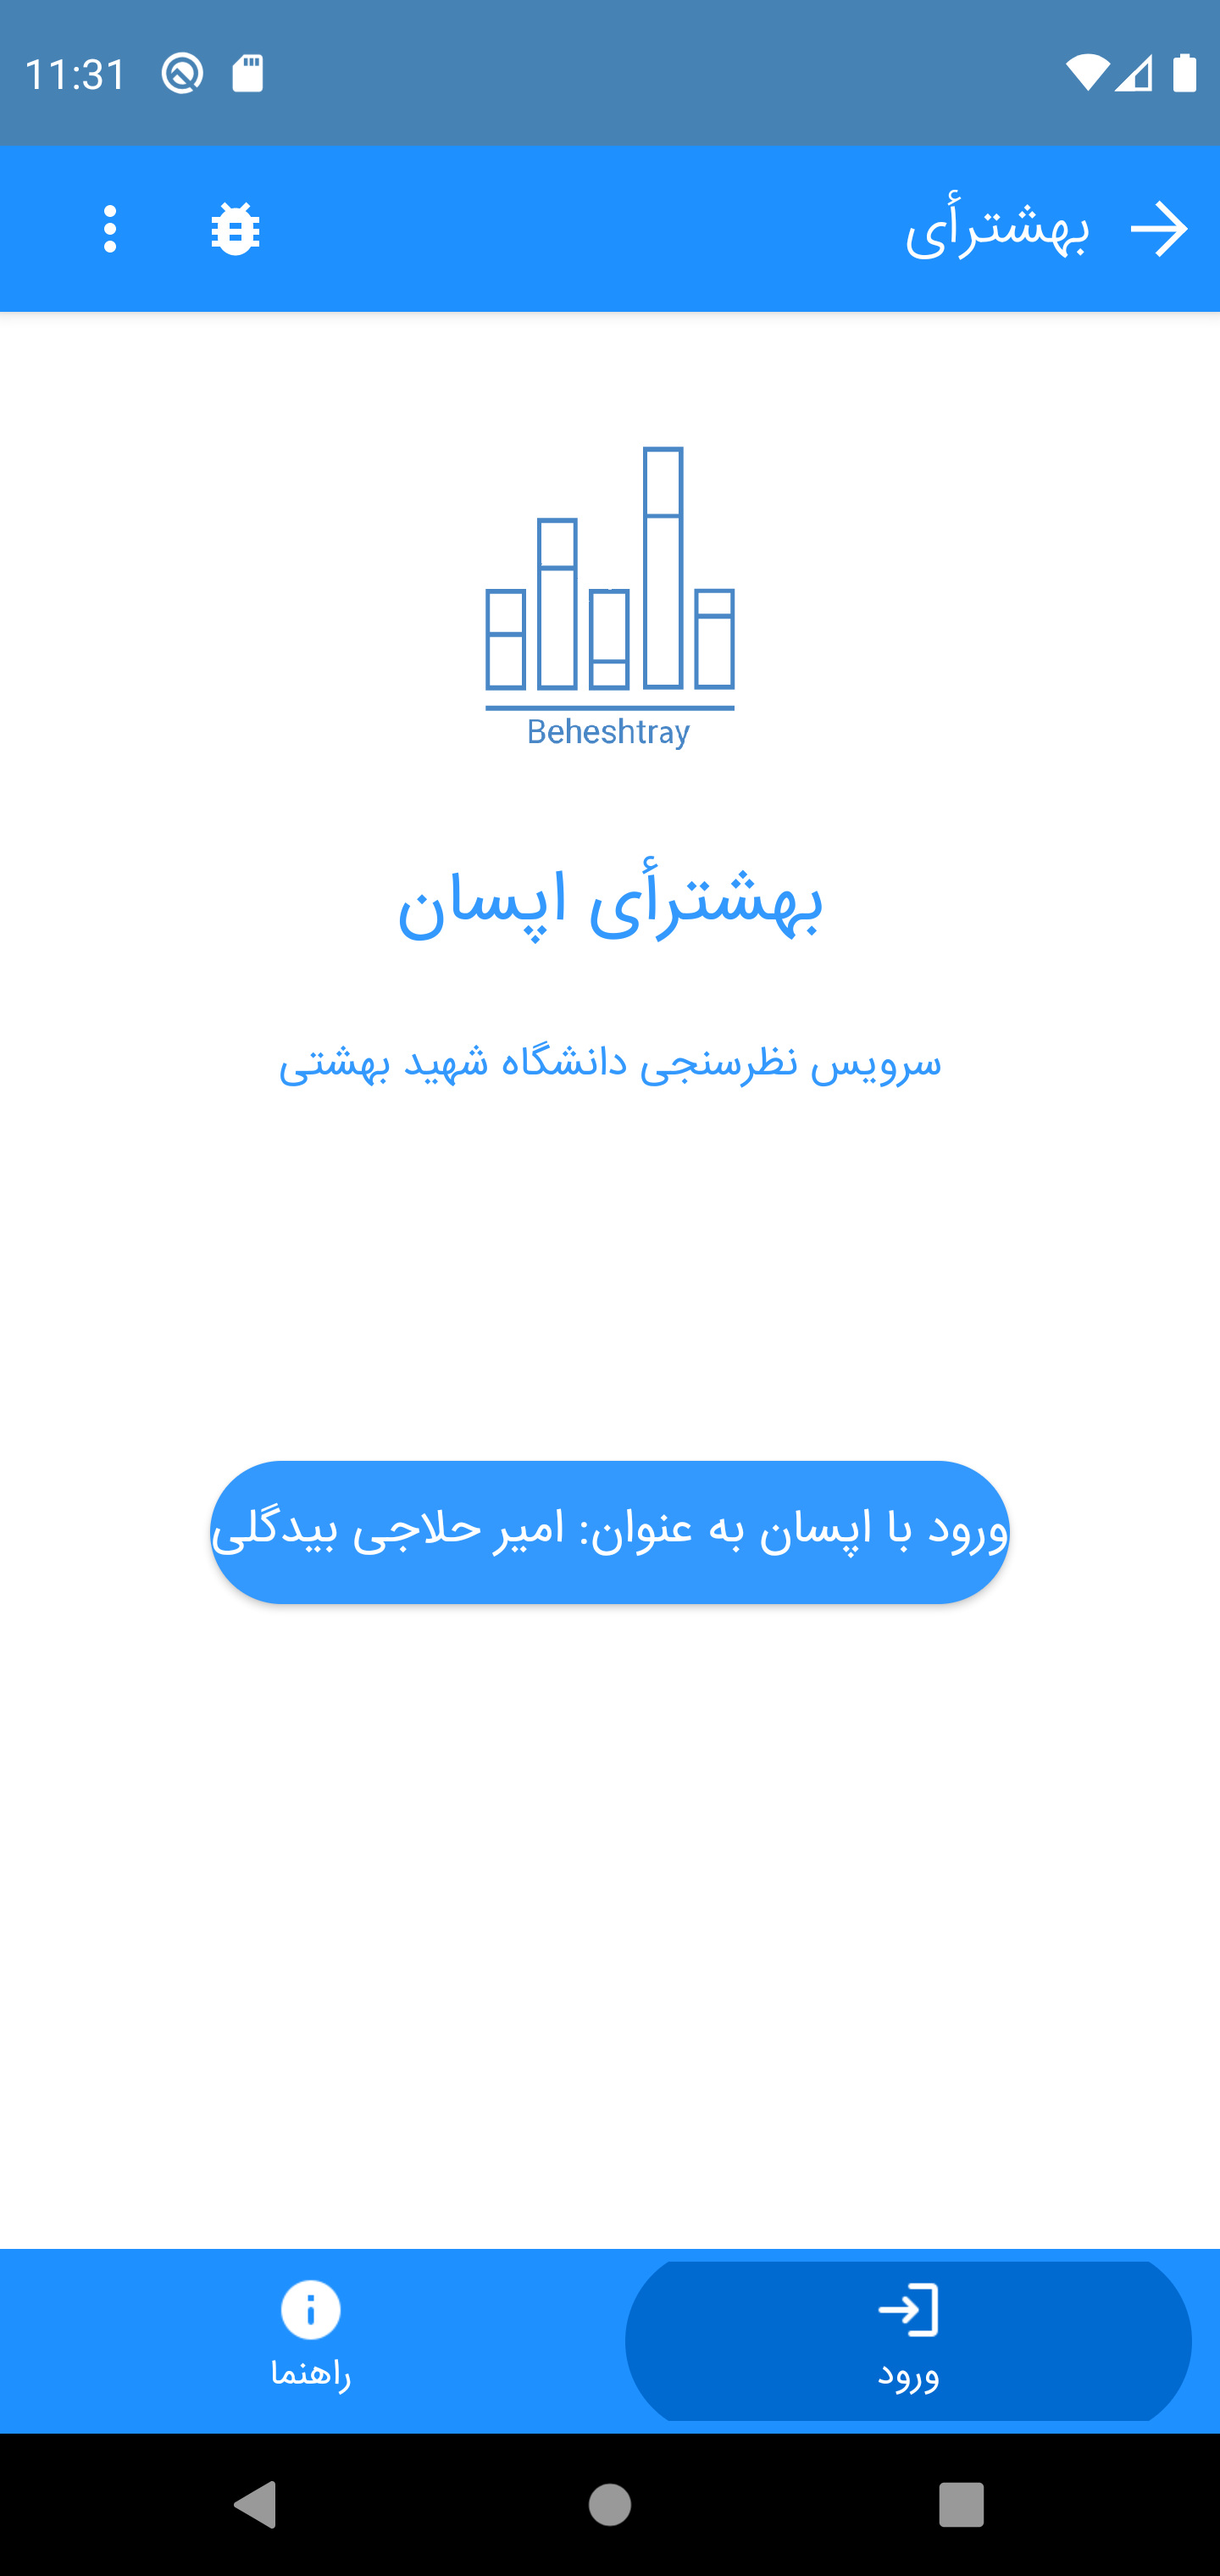 11:31
بهشترأی
Beheshtray
بهشترأی اپسان
سرویس نظرسنجی دانشگاه شهید بهشتی
ورود با اپسان به عنوان: امیر حلاجی بیدگلی
ورود
راهنما